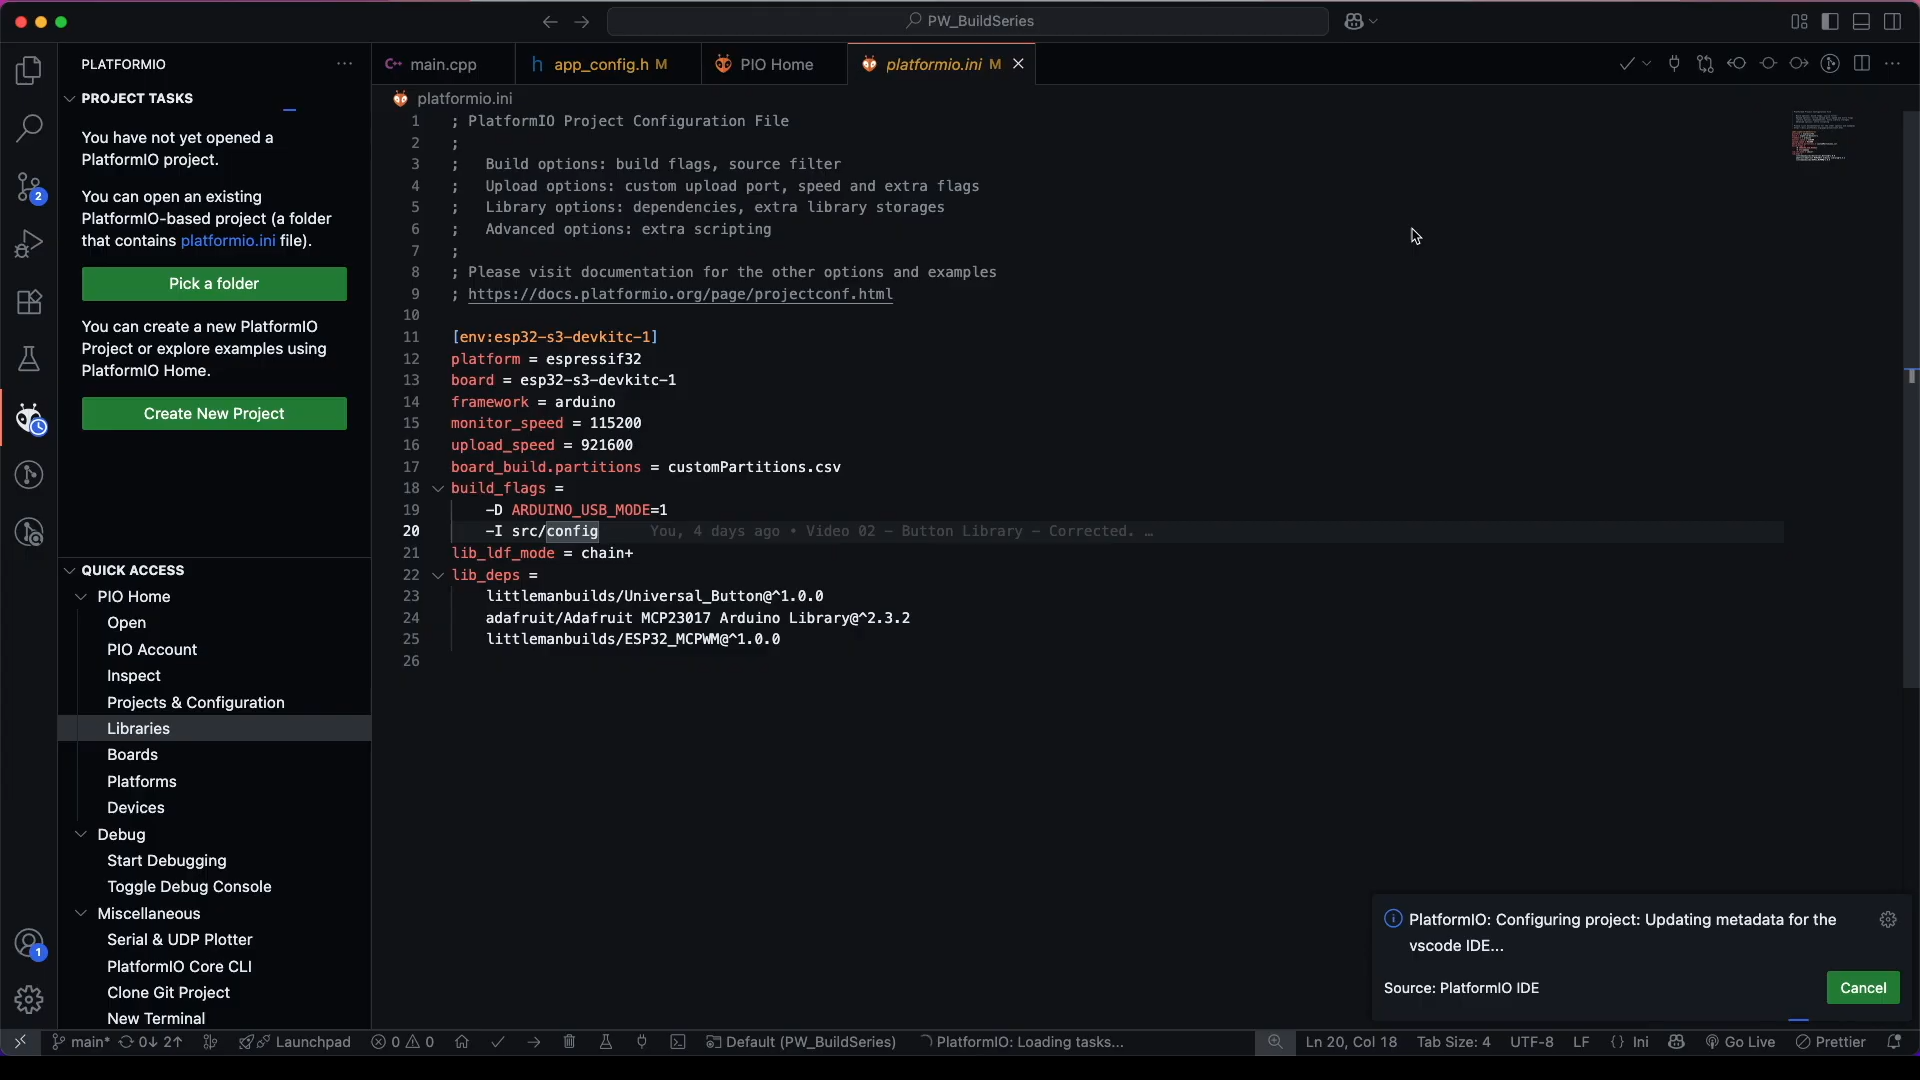 PW_BuildSeries
PLATFORMIO
main.cpp
app_config.h M
PIO Home
platformio.ini M
PROJECT TASKS
You have not yet opened a
PlatformIO project.
You can open an existing
PlatformIO-based project (a folder
that contains platformio.ini file).
Pick a folder
You can create a new PlatformIO
Project or explore examples using
PlatformIO Home.
Create New Project
2
1
QUICK ACCESS
PIO Home
Open
PIO Account
Inspect
Projects & Configuration
Libraries
Boards
Platforms
Devices
Debug
Start Debugging
Toggle Debug Console
Miscellaneous
Serial & UDP Plotter
PlatformIO Core CLI
Clone Git Project
New Terminal
platformio.ini
1 ; PlatformIO Project Configuration File
2 ;
3 ;   Build options: build flags, source filter
4 ;   Upload options: custom upload port, speed and extra flags
5 ;   Library options: dependencies, extra library storages
6 ;   Advanced options: extra scripting
7 ;
8 ; Please visit documentation for the other options and examples
9 ; https://docs.platformio.org/page/projectconf.html
10
11 [env:esp32-s3-devkitc-1]
12 platform = espressif32
13 board = esp32-s3-devkitc-1
14 framework = arduino
15 monitor_speed = 115200
16 upload_speed = 921600
17 board_build.partitions = customPartitions.csv
18 build_flags =
19     -D ARDUINO_USB_MODE=1
20     -I src/config     You, 4 days ago • Video 02 – Button Library – Corrected. …
21 lib_ldf_mode = chain+
22 lib_deps =
23     littlemanbuilds/Universal_Button@^1.0.0
24     adafruit/Adafruit MCP23017 Arduino Library@^2.3.2
25     littlemanbuilds/ESP32_MCPWM@^1.0.0
26
PlatformIO: Configuring project: Updating metadata for the
vscode IDE...
Source: PlatformIO IDE
Cancel
main* 0↓ 2↑ Launchpad 0 0 Default (PW_BuildSeries) PlatformIO: Loading tasks... Ln 20, Col 18 Tab Size: 4 UTF-8 LF {} Ini Go Live Prettier